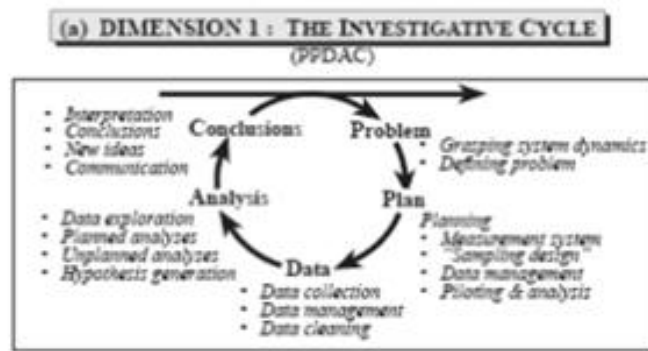 (a) DIMENSION 1 : THE INVESTIGATIVE CYCLE
(PPDAC)
• Interpretation
• Conclusions
• New ideas
• Communication
Conclusions
Problem
• Grasping system dynamics
• Defining problem
Analysis
Plan
• Data exploration
• Planned analyses
• Unplanned analyses
• Hypothesis generation
Planning
• Measurement system
• "Sampling design"
• Data management
• Piloting & analysis
Data
• Data collection
• Data management
• Data cleaning